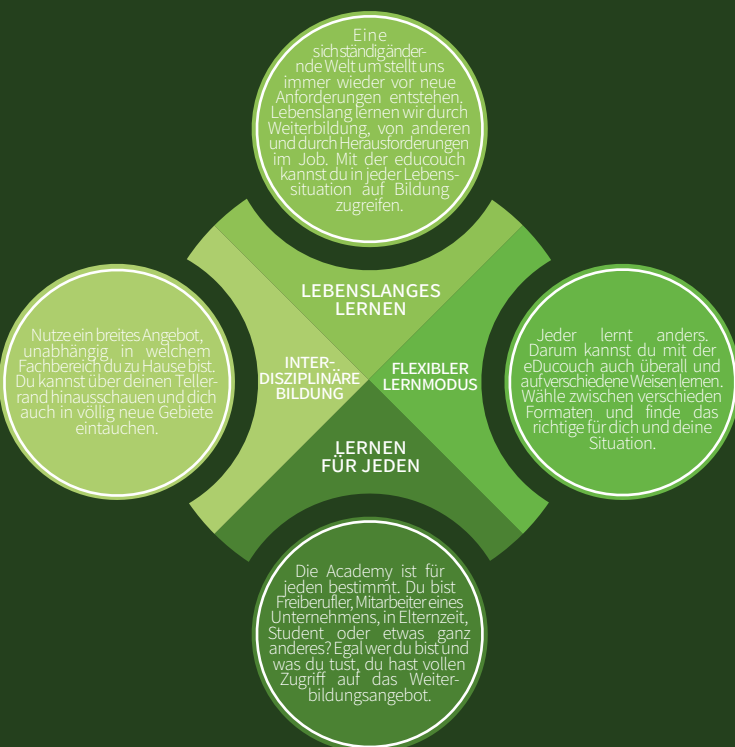 Eine
sich ständig änder-
nde Welt um stellt uns
immer wieder vor neue
Anforderungen entstehen.
Lebenslang lernen wir durch
Weiterbildung, von anderen
und durch Herausforderungen
im Job. Mit der educouch
kannst du in jeder Lebens-
situation auf Bildung
zugreifen.
LEBENSLANGES
LERNEN
Nutze ein breites Angebot,
unabhängig in welchem
Fachbereich du zu Hause bist.
Du kannst über deinen Teller-
rand hinausschauen und dich
auch in völlig neue Gebiete
eintauchen.
INTER-
DISZIPLINÄRE
BILDUNG
FLEXIBLER
LERNMODUS
Jeder lernt anders.
Darum kannst du mit der
eDucouch auch überall und
auf verschiedene Weisen lernen.
Wähle zwischen verschieden
Formaten und finde das
richtige für dich und deine
Situation.
LERNEN
FÜR JEDEN
Die Academy ist für
jeden bestimmt. Du bist
Freiberufler, Mitarbeiter eines
Unternehmens, in Elternzeit,
Student oder etwas ganz
anderes? Egal wer du bist und
was du tust, du hast vollen
Zugriff auf das Weiter-
bildungsangebot.